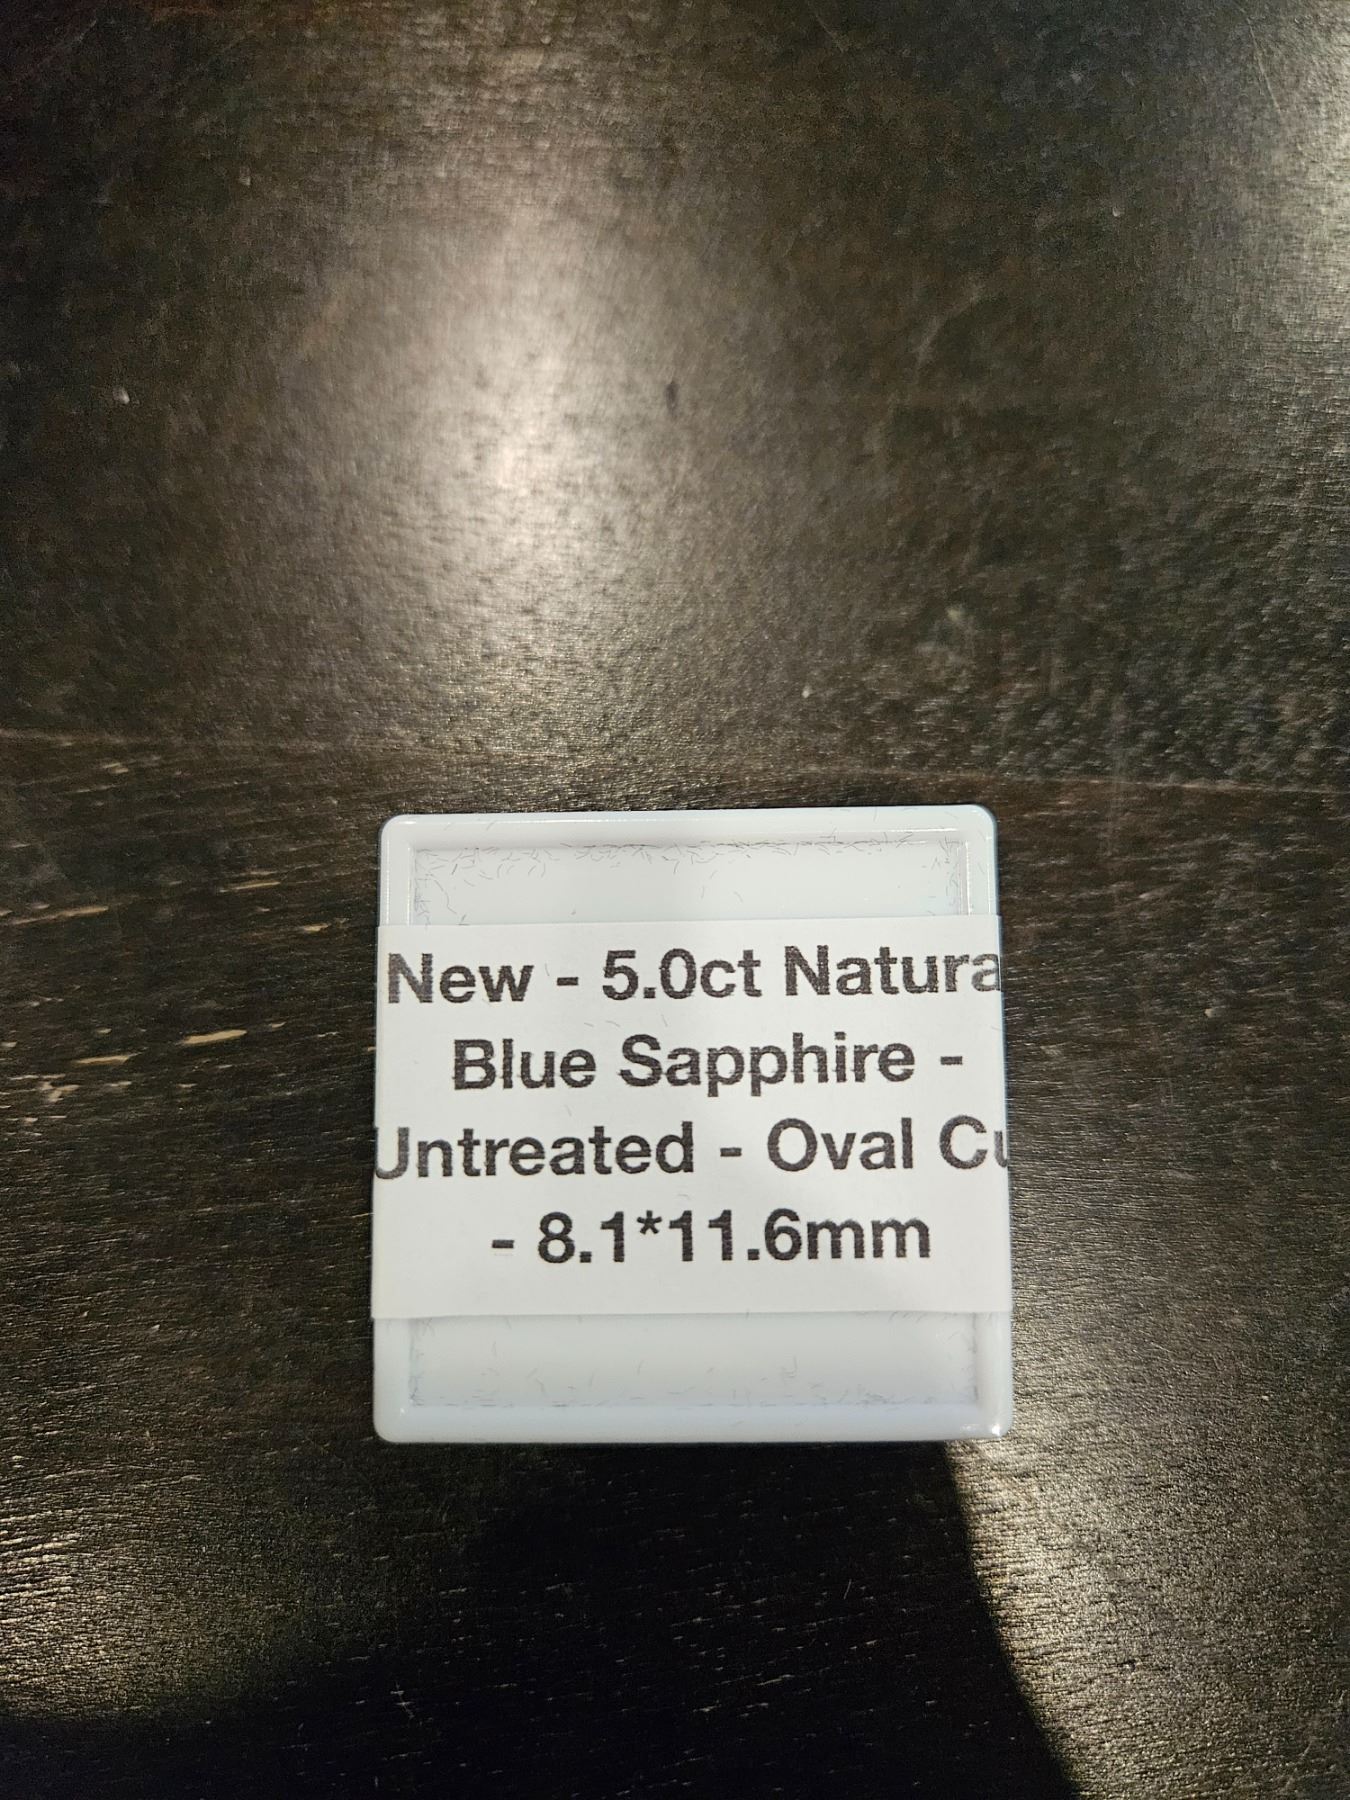 New - 5.0ct Natura
Blue Sapphire -
Untreated - Oval Cu
- 8.1*11.6mm